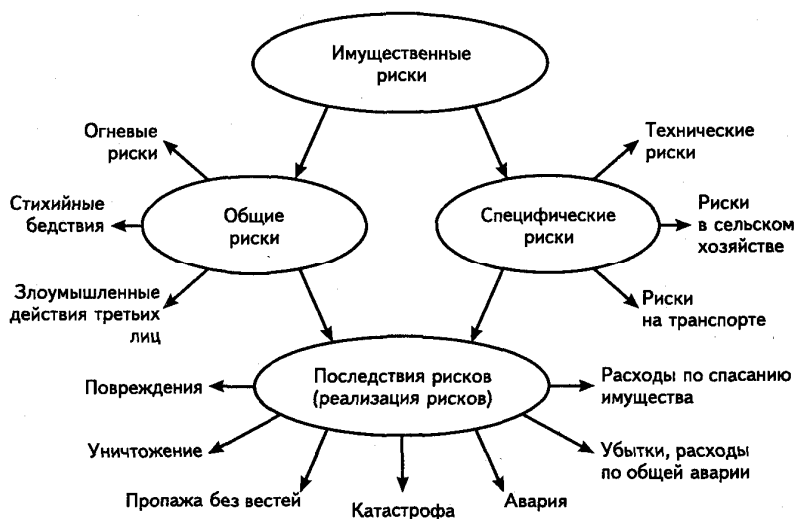 Имущественные
риски
Огневые
риски
Технические
риски
Стихийные
бедствия
Общие
риски
Специфические
риски
Риски
в сельском
хозяйстве
Злоумышленные
действия третьих
лиц
Риски
на транспорте
Повреждения
Последствия рисков
(реализация рисков)
Расходы по спасанию
имущества
Уничтожение
Убытки, расходы
по общей аварии
Пропажа без вестей
Катастрофа
Авария